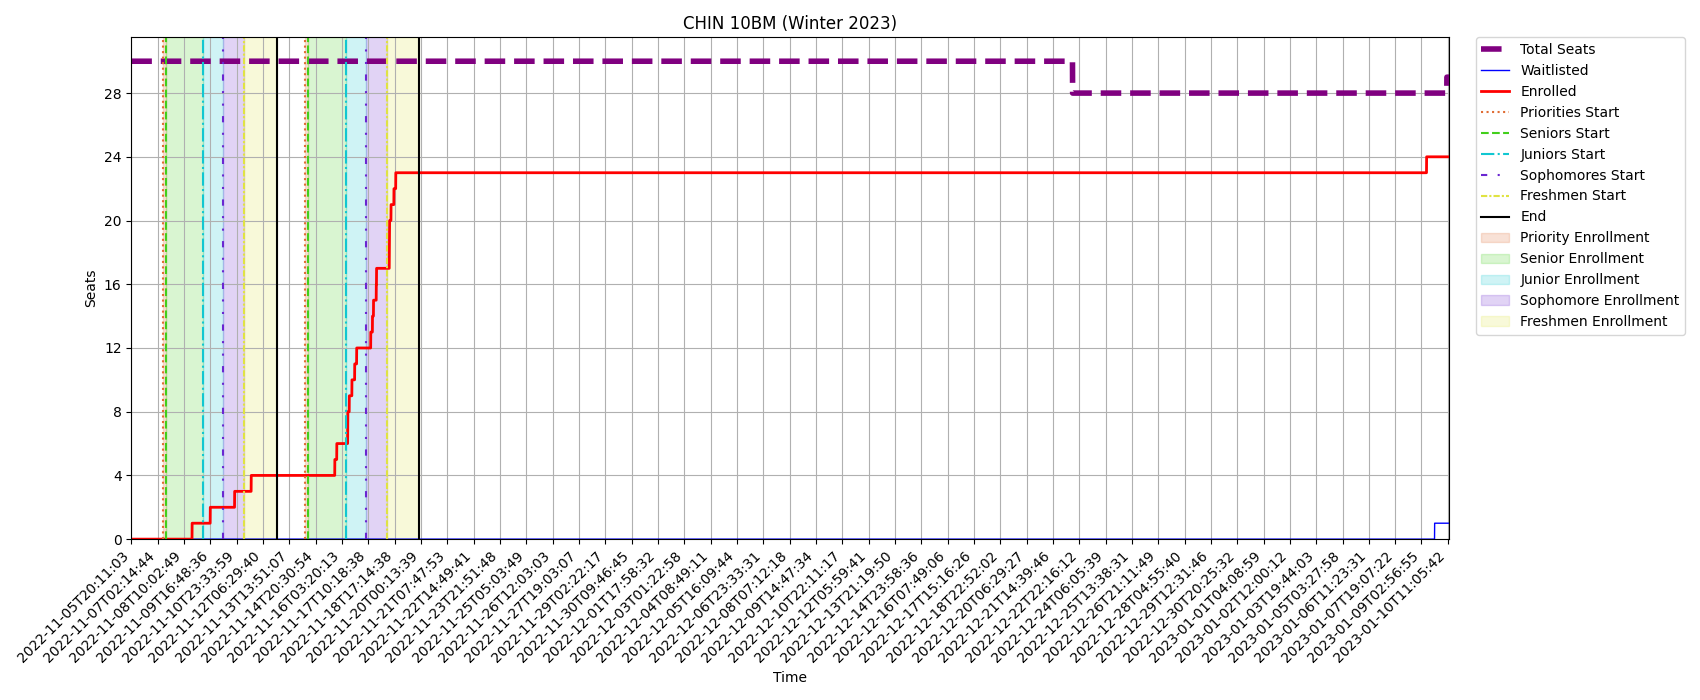 CHIN 10BM (Winter 2023)
Seats
28
24
20
16
12
8
4
0
2022-11-05T20:11:03
2022-11-07T02:14:44
2022-11-08T10:02:49
2022-11-09T16:48:36
2022-11-10T23:33:59
2022-11-12T06:29:40
2022-11-13T13:51:07
2022-11-14T20:30:54
2022-11-16T03:20:13
2022-11-17T10:18:38
2022-11-18T17:14:38
2022-11-20T00:13:39
2022-11-21T07:47:53
2022-11-22T14:49:41
2022-11-23T21:51:48
2022-11-25T05:03:49
2022-11-26T12:03:03
2022-11-27T19:03:07
2022-11-29T02:22:17
2022-11-30T09:46:45
2022-12-01T17:58:32
2022-12-03T01:22:58
2022-12-04T08:49:11
2022-12-05T16:09:44
2022-12-06T23:33:31
2022-12-08T07:12:18
2022-12-09T14:47:34
2022-12-10T22:11:17
2022-12-12T05:59:41
2022-12-13T21:19:50
2022-12-14T23:58:36
2022-12-16T07:49:06
2022-12-17T15:16:26
2022-12-18T22:52:02
2022-12-20T06:29:27
2022-12-21T14:39:46
2022-12-22T22:16:12
2022-12-24T06:05:39
2022-12-25T13:38:31
2022-12-26T21:11:49
2022-12-28T04:55:40
2022-12-29T12:31:46
2022-12-30T20:25:32
2023-01-01T04:08:59
2023-01-02T12:00:12
2023-01-03T19:44:03
2023-01-05T03:27:58
2023-01-06T11:23:31
2023-01-07T19:07:22
2023-01-09T02:56:55
2023-01-10T11:05:42
Time
Total Seats
Waitlisted
Enrolled
Priorities Start
Seniors Start
Juniors Start
Sophomores Start
Freshmen Start
End
Priority Enrollment
Senior Enrollment
Junior Enrollment
Sophomore Enrollment
Freshmen Enrollment